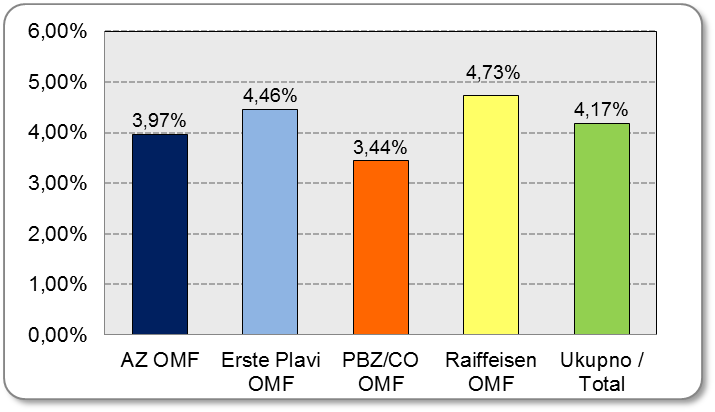 6,00%
5,00%
4,00%
3,00%
2,00%
1,00%
0,00%
3,97%
4,46%
3,44%
4,73%
4,17%
AZ OMF
Erste Plavi
OMF
PBZ/CO
OMF
Raiffeisen
OMF
Ukupno /
Total